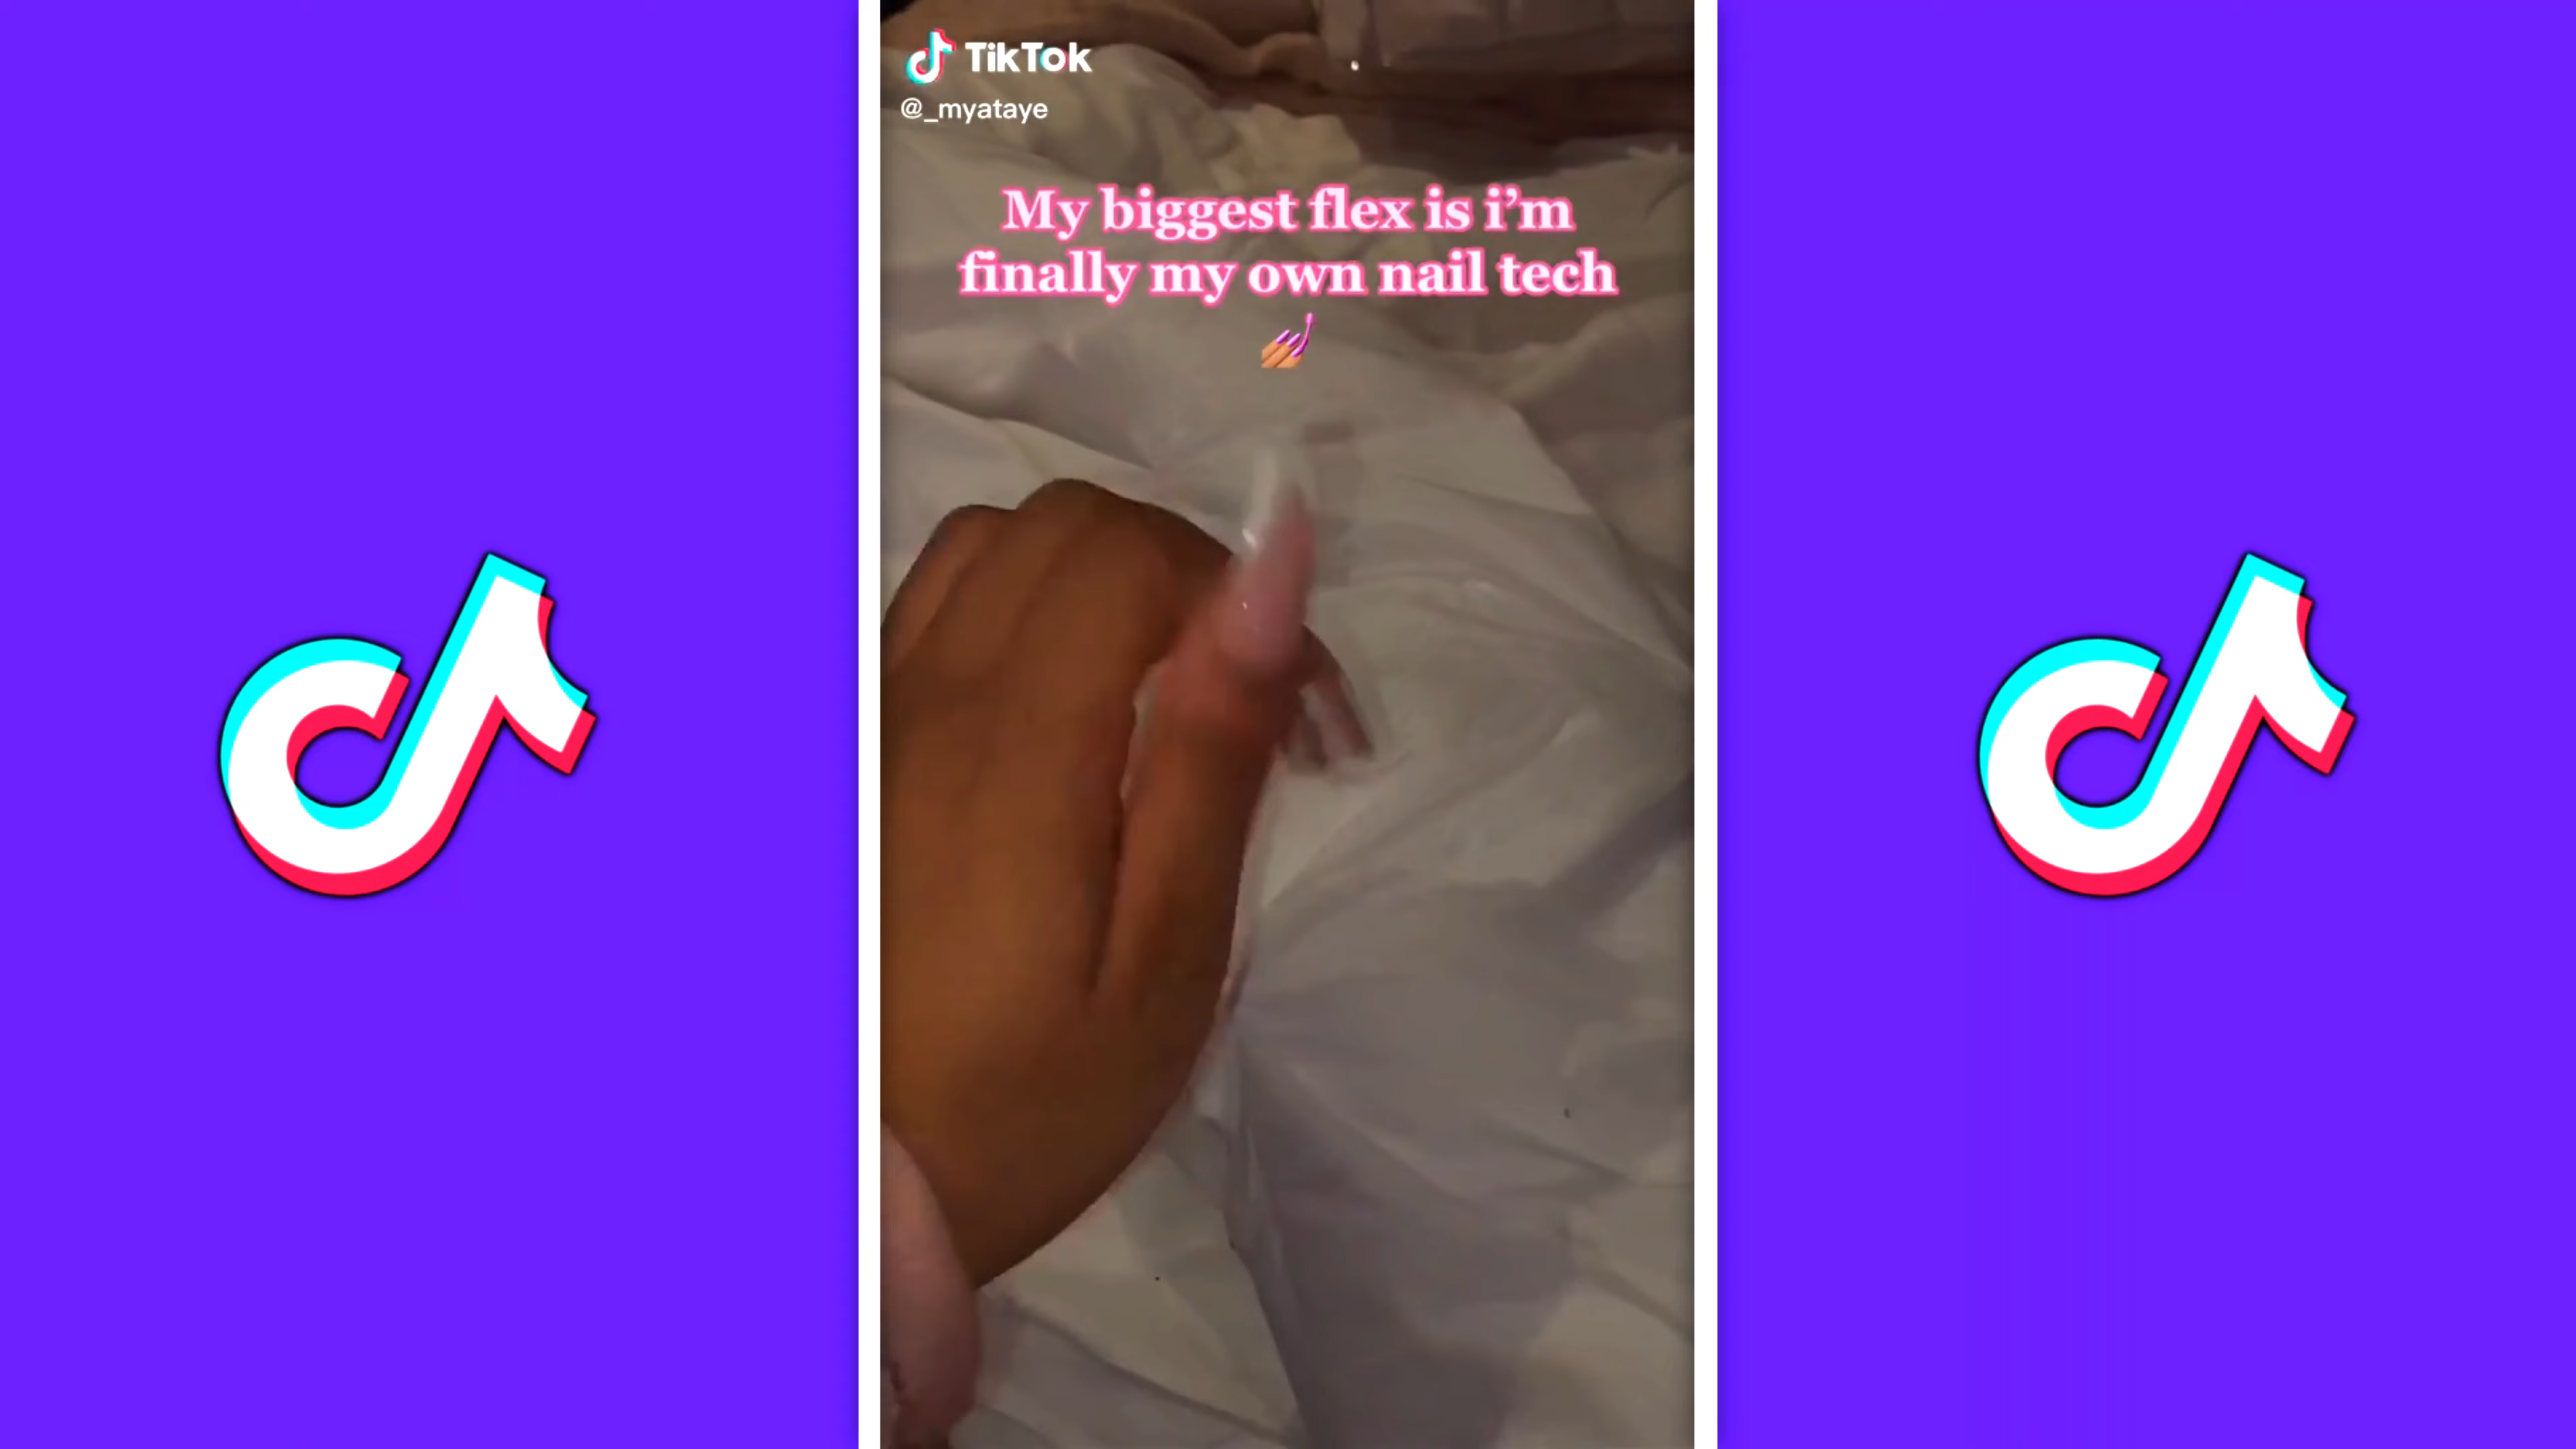 TikTok
@_myataye
My biggest flex is i'm
finally my own nail tech
💅🏽